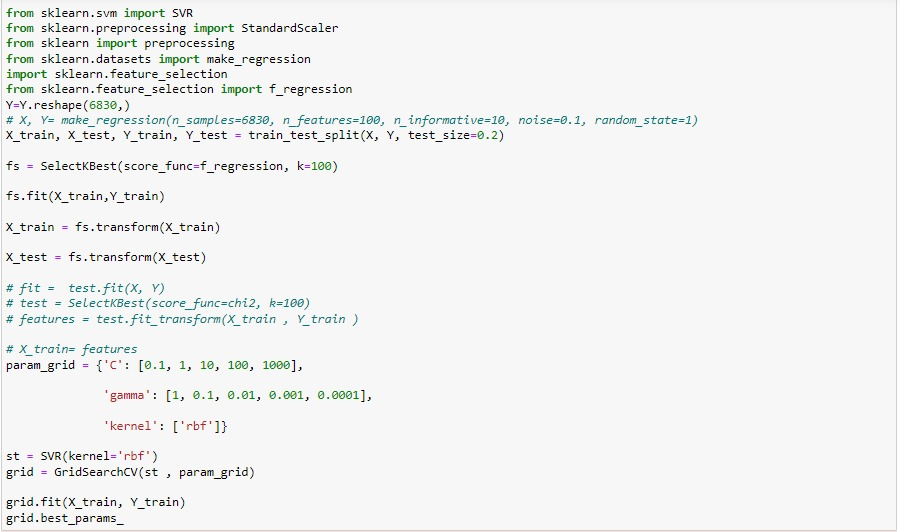 from sklearn.svm import SVR
from sklearn.preprocessing import StandardScaler
from sklearn import preprocessing
from sklearn.datasets import make_regression
import sklearn.feature_selection
from sklearn.feature_selection import f_regression
Y=Y.reshape(6830,)
# X, Y= make_regression(n_samples=6830, n_features=100, n_informative=10, noise=0.1, random_state=1)
X_train, X_test, Y_train, Y_test = train_test_split(X, Y, test_size=0.2)
fs = SelectKBest(score_func=f_regression, k=100)
fs.fit(X_train,Y_train)
X_train = fs.transform(X_train)
X_test = fs.transform(X_test)
# fit =  test.fit(X, Y)
# test = SelectKBest(score_func=chi2, k=100)
# features = test.fit_transform(X_train , Y_train )
# X_train= features
param_grid = {'C': [0.1, 1, 10, 100, 1000],
'gamma': [1, 0.1, 0.01, 0.001, 0.0001],
'kernel': ['rbf']}
st = SVR(kernel='rbf')
grid = GridSearchCV(st , param_grid)
grid.fit(X_train, Y_train)
grid.best_params_